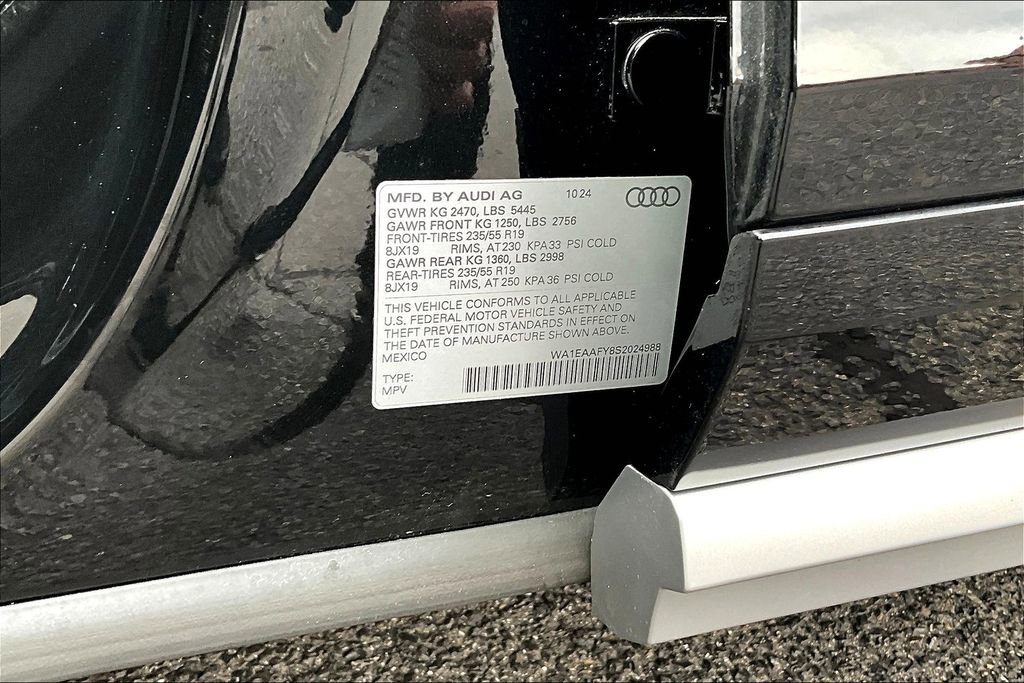 MFD. BY AUDI AG 10 24
GVWR KG 2470, LBS 5445
GAWR FRONT KG 1250, LBS 2756
FRONT-TIRES 235/55 R19
8JX19 RIMS, AT 230 KPA33 PSI COLD
GAWR REAR KG 1360, LBS 2998
REAR-TIRES 235/55 R19
8JX19 RIMS, AT 250 KPA36 PSI COLD
THIS VEHICLE CONFORMS TO ALL APPLICABLE
U.S. FEDERAL MOTOR VEHICLE SAFETY AND
THEFT PREVENTION STANDARDS IN EFFECT ON
THE DATE OF MANUFACTURE SHOWN ABOVE.
MEXICO WA1EAAFY8S2024988
TYPE:
MPV